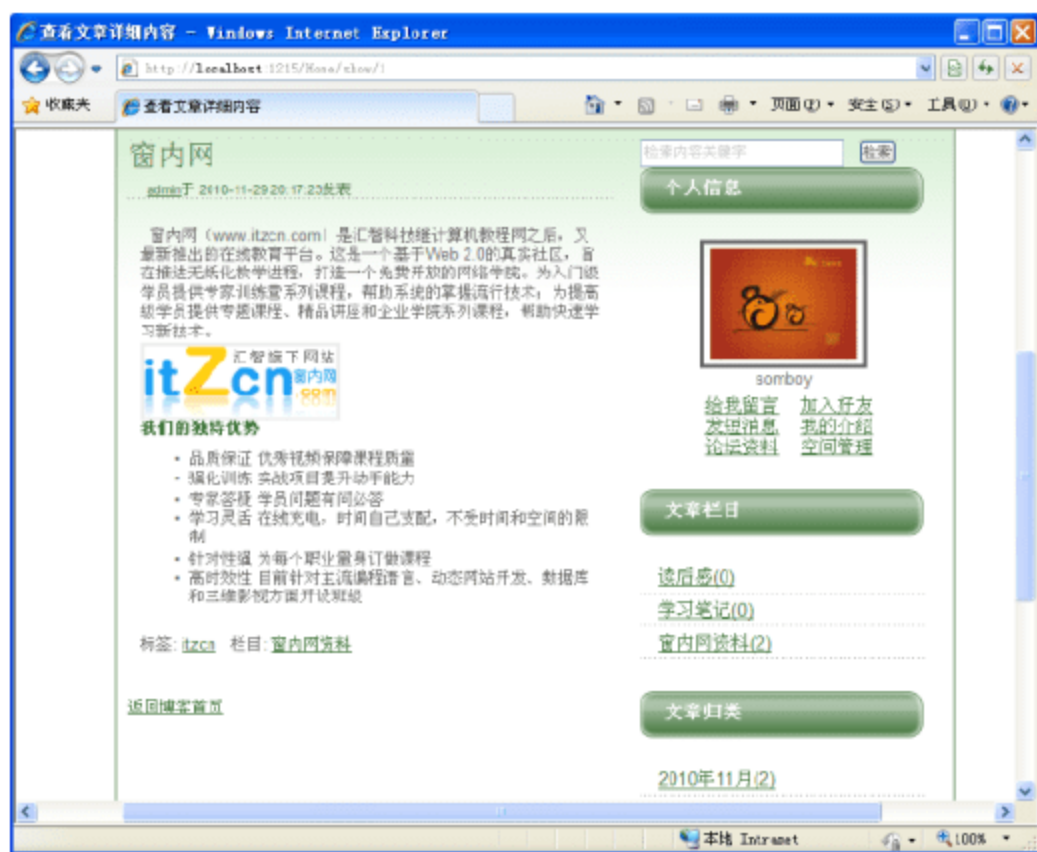 查看文章详细内容 - Windows Internet Explorer
http://localhost:1215/Home/show/1
收藏夹
查看文章详细内容
页面(P)
安全(S)
工具(O)
窗内网
检索内容关键字
检索
admin于 2010-11-29 20:17:23发表
个人信息
窗内网(www.itzcn.com)是汇智科技继计算机教程网之后,又
最新推出的在线教育平台。这是一个基于Web 2.0的真实社区,旨
在推进无纸化教学进程,打造一个免费开放的网络学院。为入门级
学员提供专家训练营系列课程,帮助系统的掌握流行技术;为提高
级学员提供专题课程、精品讲座和企业学院系列课程,帮助快速学
习新技术。
汇智旗下网站
itZcn
窗内网
.com
somboy
给我留言 加入好友
发短消息 我的介绍
论坛资料 空间管理
我们的独特优势
• 品质保证 优秀视频保障课程质量
• 强化训练 实战项目提升动手能力
• 专家答疑 学员问题有问必答
• 学习灵活 在线充电,时间自己支配,不受时间和空间的限
制
• 针对性强 为每个职业量身订做课程
• 高时效性 目前针对主流编程语言、动态网站开发、数据库
和三维影视方面开设班级
文章栏目
读后感(0)
学习笔记(0)
窗内网资料(2)
标签: itzcn 栏目: 窗内网资料
返回博客首页
文章归类
2010年11月(2)
本地 Intranet
100%